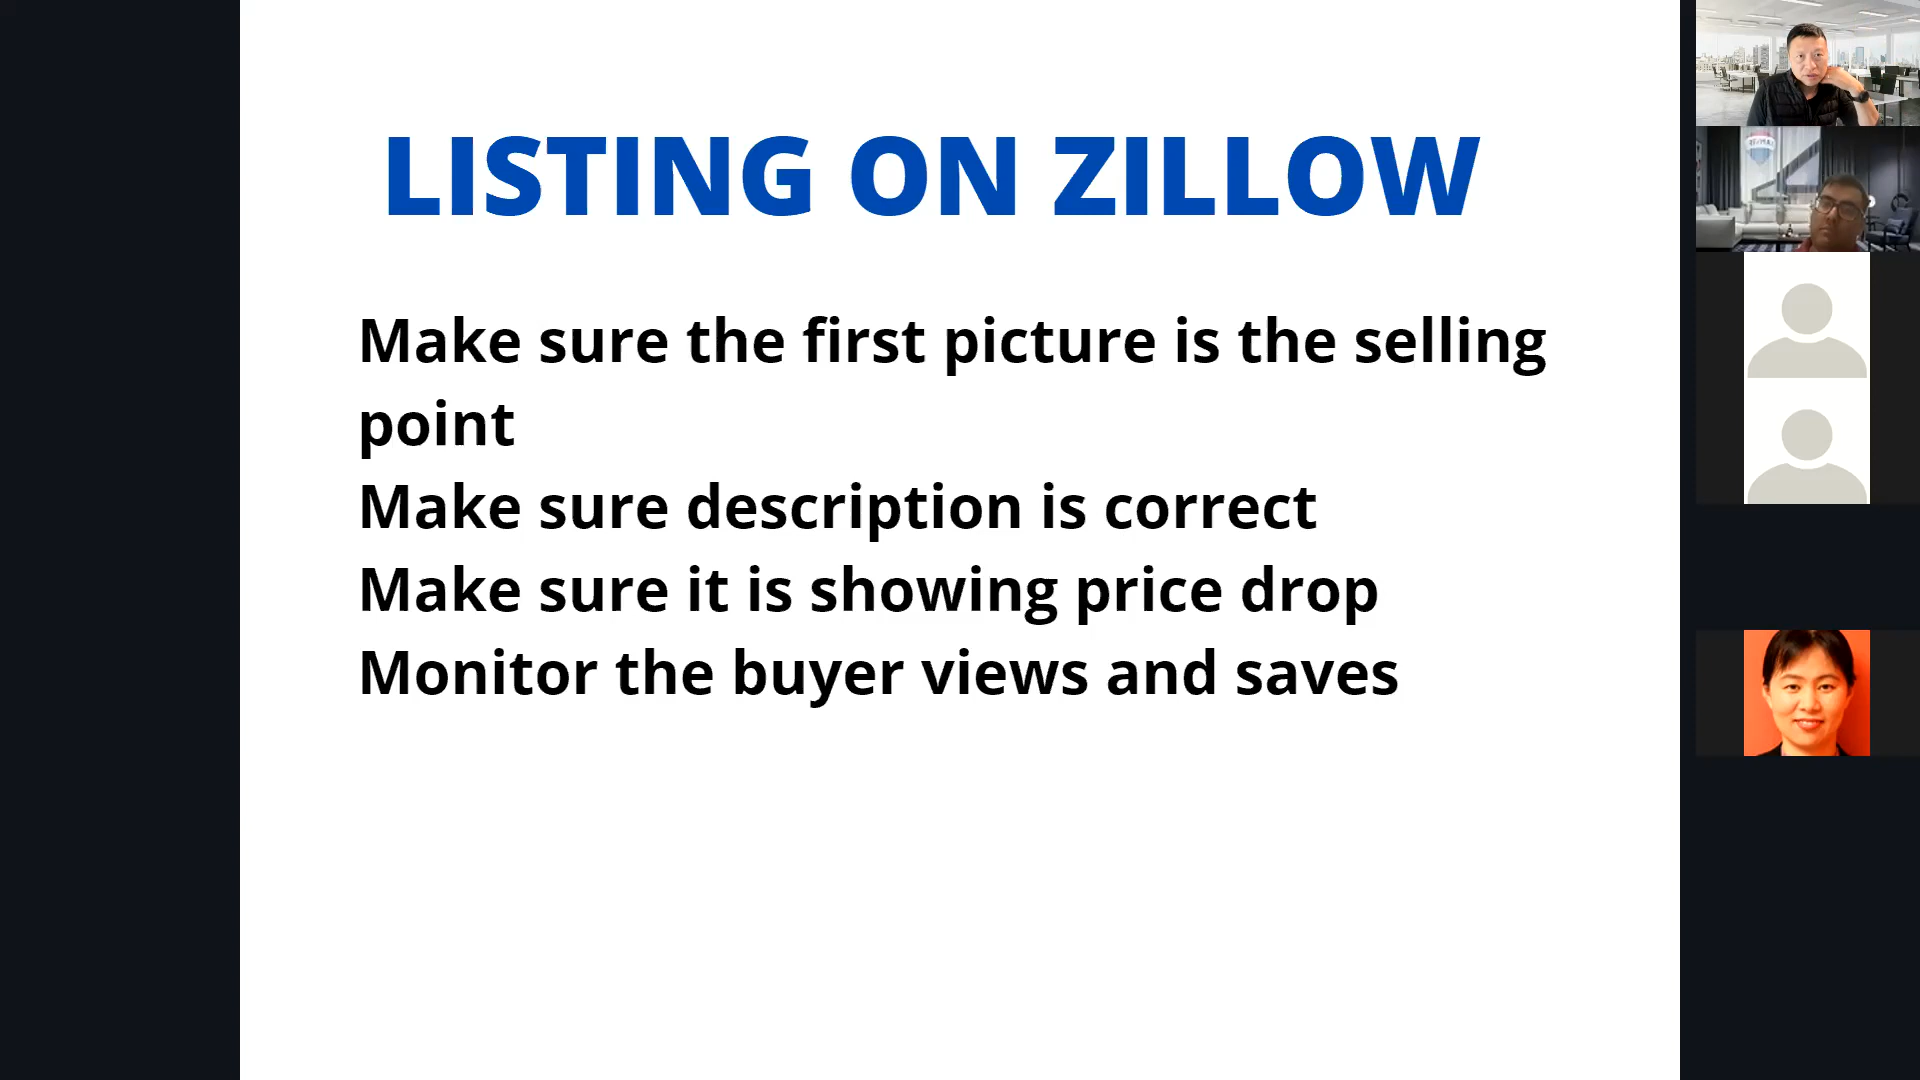 LISTING ON ZILLOW
Make sure the first picture is the selling
point
Make sure description is correct
Make sure it is showing price drop
Monitor the buyer views and saves